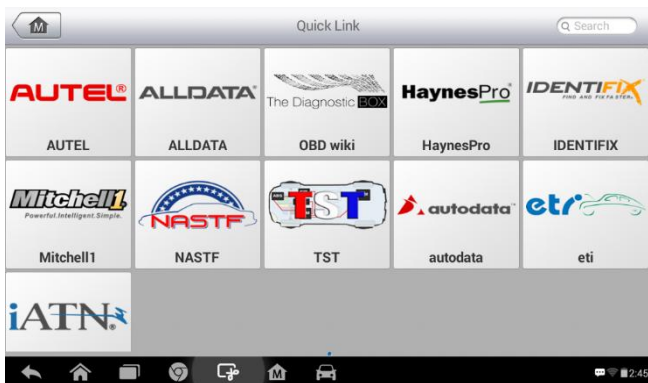 M
Quick Link
Search
AUTEL®
AUTEL
ALLDATA
ALLDATA
The Diagnostic BOX
OBD wiki
HaynesPro
HaynesPro
IDENTIFIX
FIND AND FIX FASTER.
IDENTIFIX
Mitchell1
Powerful.Intelligent.Simple.
Mitchell1
NASTF
NASTF
TST
TST
autodata
autodata
eti
eti
iATN®
M
2:45